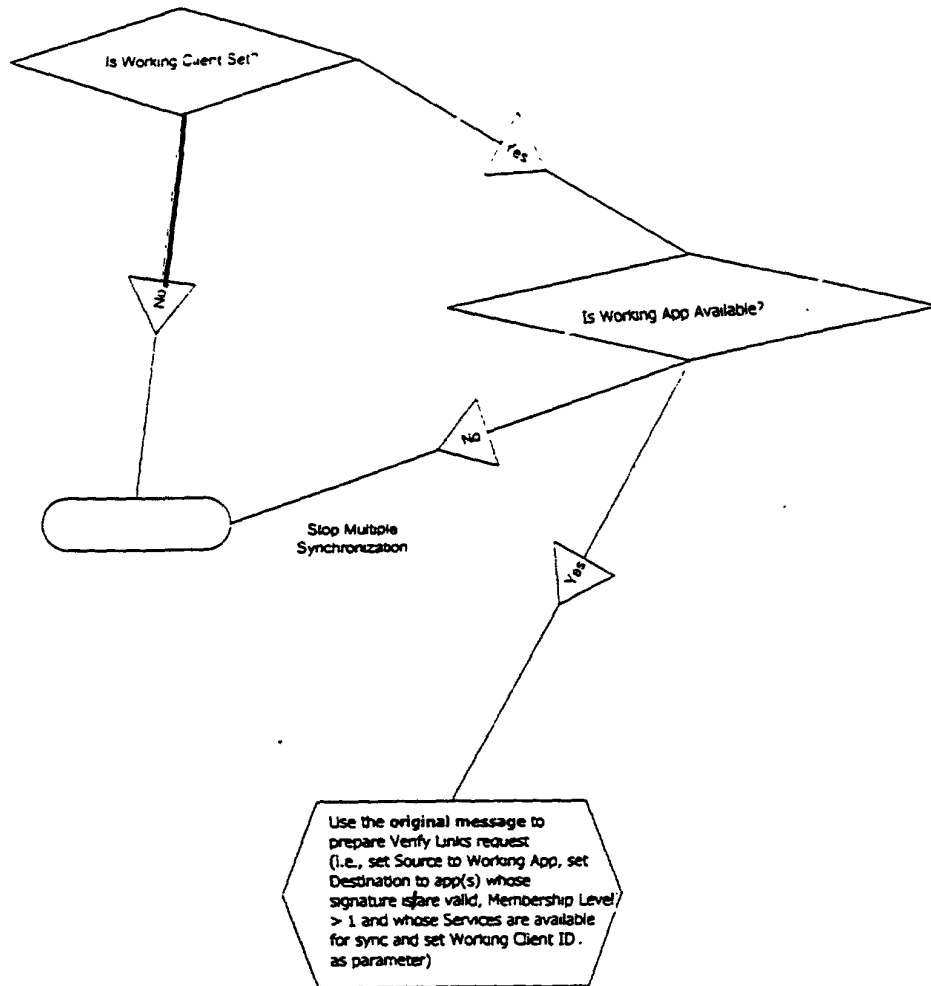 Is Working Client Set?
Yes
No
Is Working App Available?
No
Stop Multiple
Synchronization
Yes
Use the original message to
prepare Verify Links request
(i.e., set Source to Working App, set
Destination to app(s) whose
signature is/are valid, Membership Level
> 1 and whose Services are available
for sync and set Working Client ID .
as parameter)